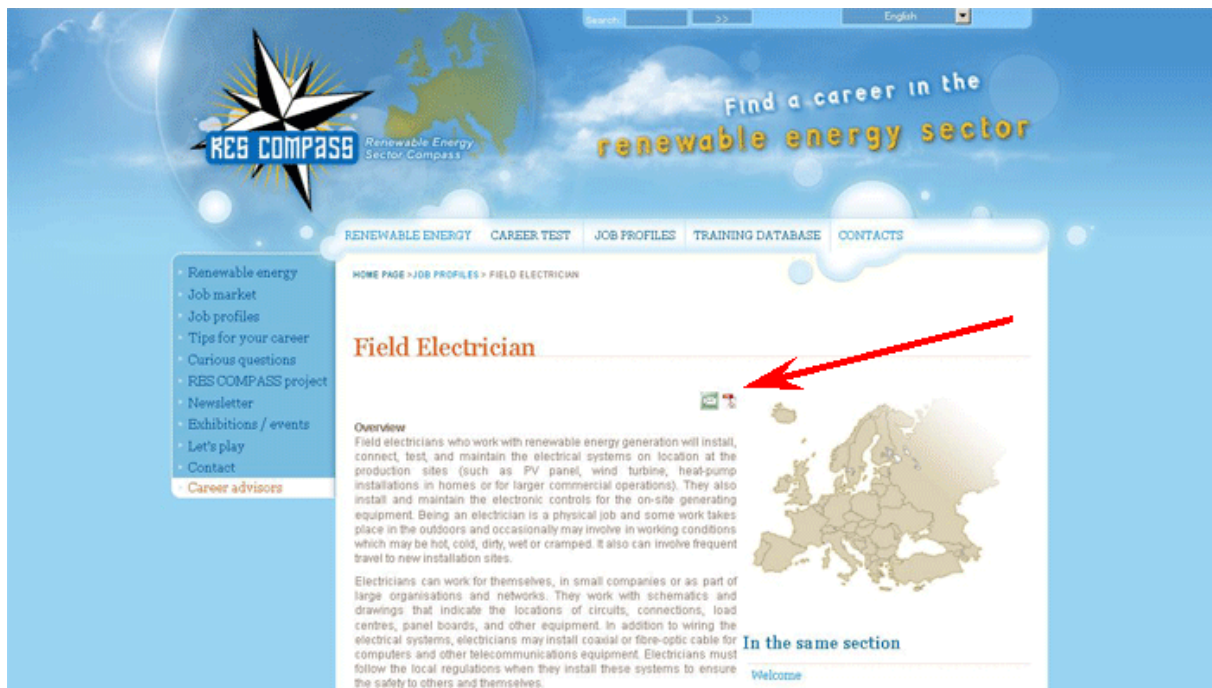 Search: >> English
Find a career in the
renewable energy sector
RES COMPASS
Renewable Energy
Sector Compass
RENEWABLE ENERGY CAREER TEST JOB PROFILES TRAINING DATABASE CONTACTS
Renewable energy
Job market
Job profiles
Tips for your career
Curious questions
RES COMPASS project
Newsletter
Exhibitions / events
Let's play
Contact
Career advisors
HOME PAGE > JOB PROFILES > FIELD ELECTRICIAN
Field Electrician
Overview
Field electricians who work with renewable energy generation will install,
connect, test, and maintain the electrical systems on location at the
production sites (such as PV panel, wind turbine, heat-pump
installations in homes or for larger commercial operations). They also
install and maintain the electronic controls for the on-site generating
equipment. Being an electrician is a physical job and some work takes
place in the outdoors and occasionally may involve in working conditions
which may be hot, cold, dirty, wet or cramped. It also can involve frequent
travel to new installation sites.
Electricians can work for themselves, in small companies or as part of
large organisations and networks. They work with schematics and
drawings that indicate the locations of circuits, connections, load
centres, panel boards, and other equipment. In addition to wiring the
electrical systems, electricians may install coaxial or fibre-optic cable for
computers and other telecommunications equipment. Electricians must
follow the local regulations when they install these systems to ensure
the safety to others and themselves.
In the same section
Welcome